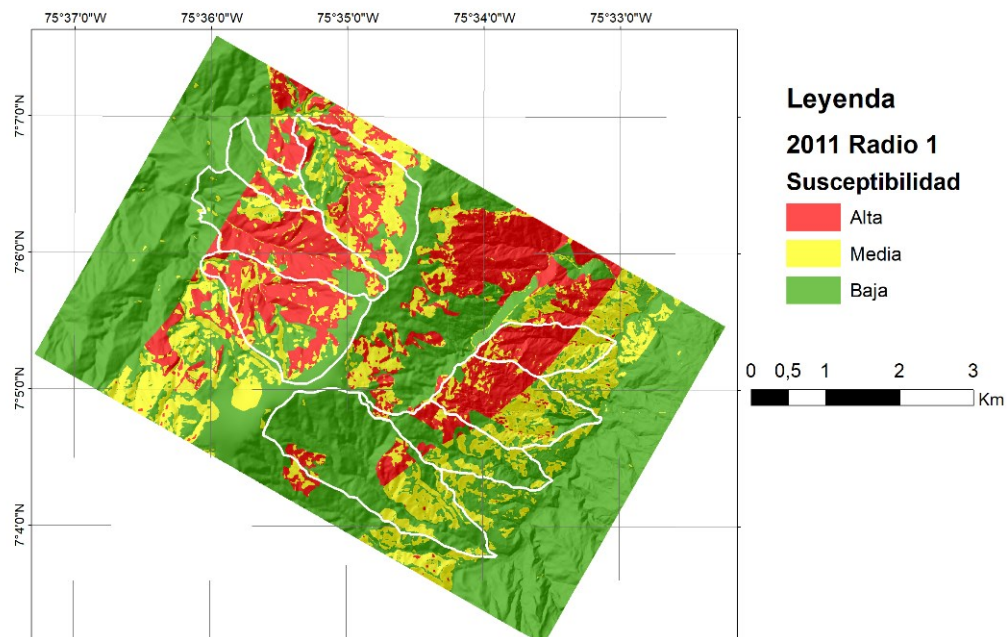 75°37'0"W 75°36'0"W 75°35'0"W 75°34'0"W 75°33'0"W
7°7'0"N
7°6'0"N
7°5'0"N
7°4'0"N
Leyenda
2011 Radio 1
Susceptibilidad
Alta
Media
Baja
0 0,5 1 2 3
Km